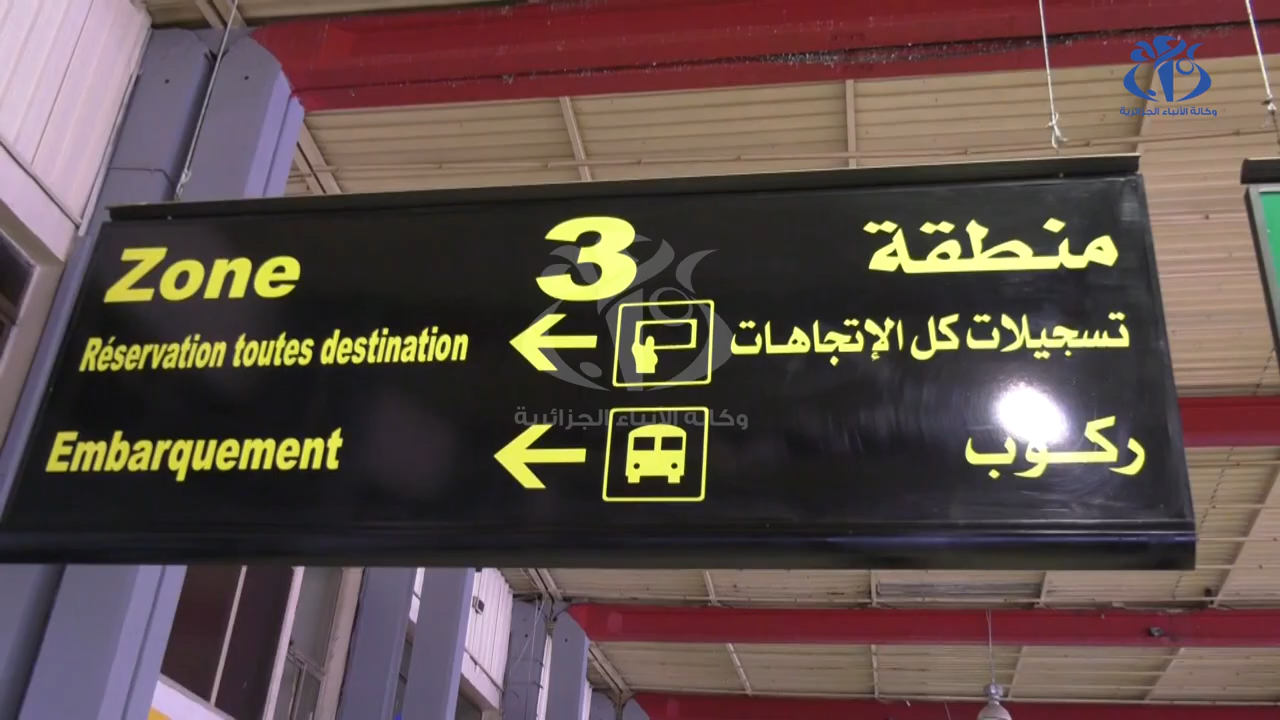 وكالة الأنباء الجزائرية
Zone 3 منطقة
Réservation toutes destination تسجيلات كل الإتجاهات
وكالة الأنباء الجزائرية
Embarquement ركوب